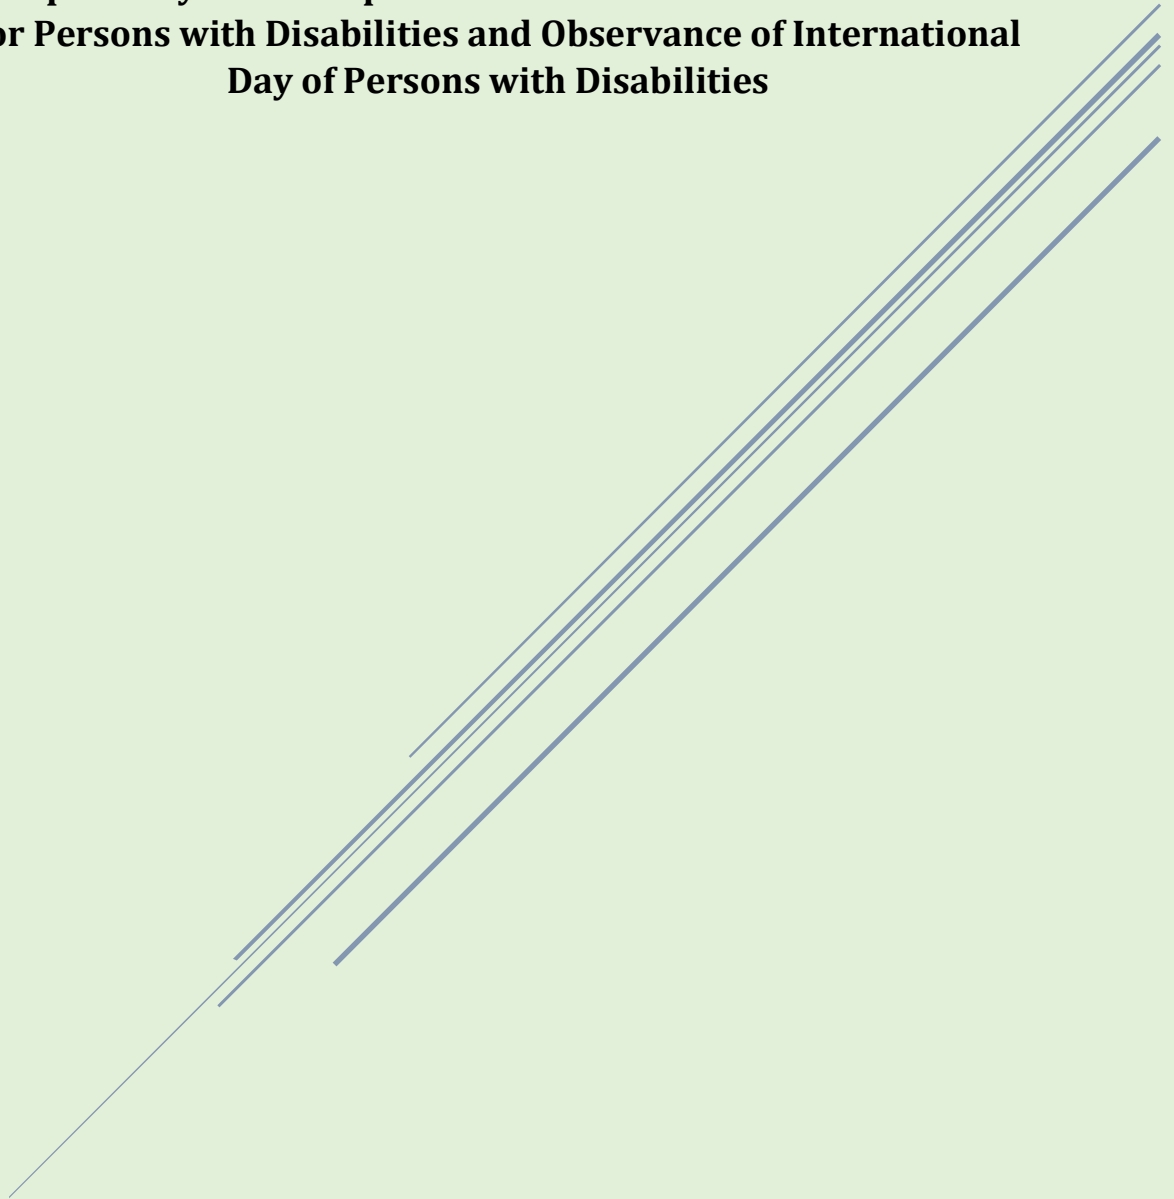 or Persons with Disabilities and Observance of International
Day of Persons with Disabilities